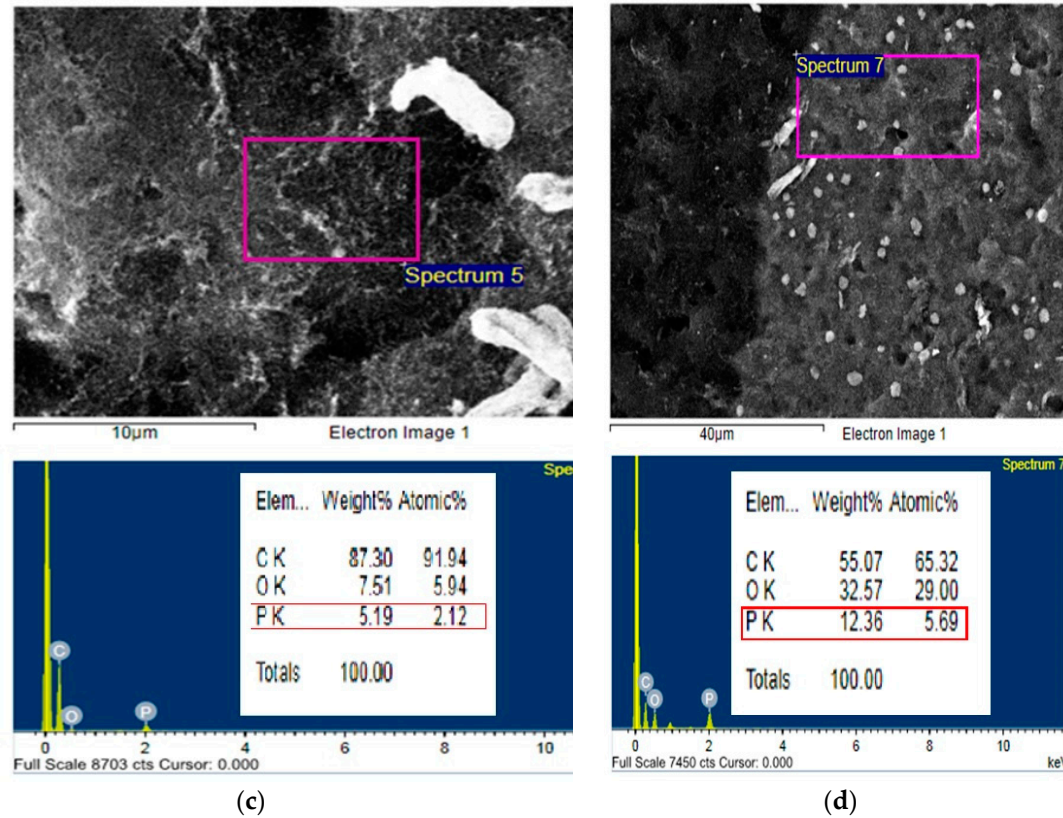 Spectrum 5
10µm Electron Image 1
Spe
Elem... Weight% Atomic%
C K 87.30 91.94
O K 7.51 5.94
P K 5.19 2.12
Totals 100.00
C
O
P
0 2 4 6 8 10
Full Scale 8703 cts Cursor: 0.000
(c)
Spectrum 7
40µm Electron Image 1
Spectrum 7
Elem... Weight% Atomic%
C K 55.07 65.32
O K 32.57 29.00
P K 12.36 5.69
Totals 100.00
C
O
P
0 2 4 6 8 10
Full Scale 7450 cts Cursor: 0.000 keV
(d)